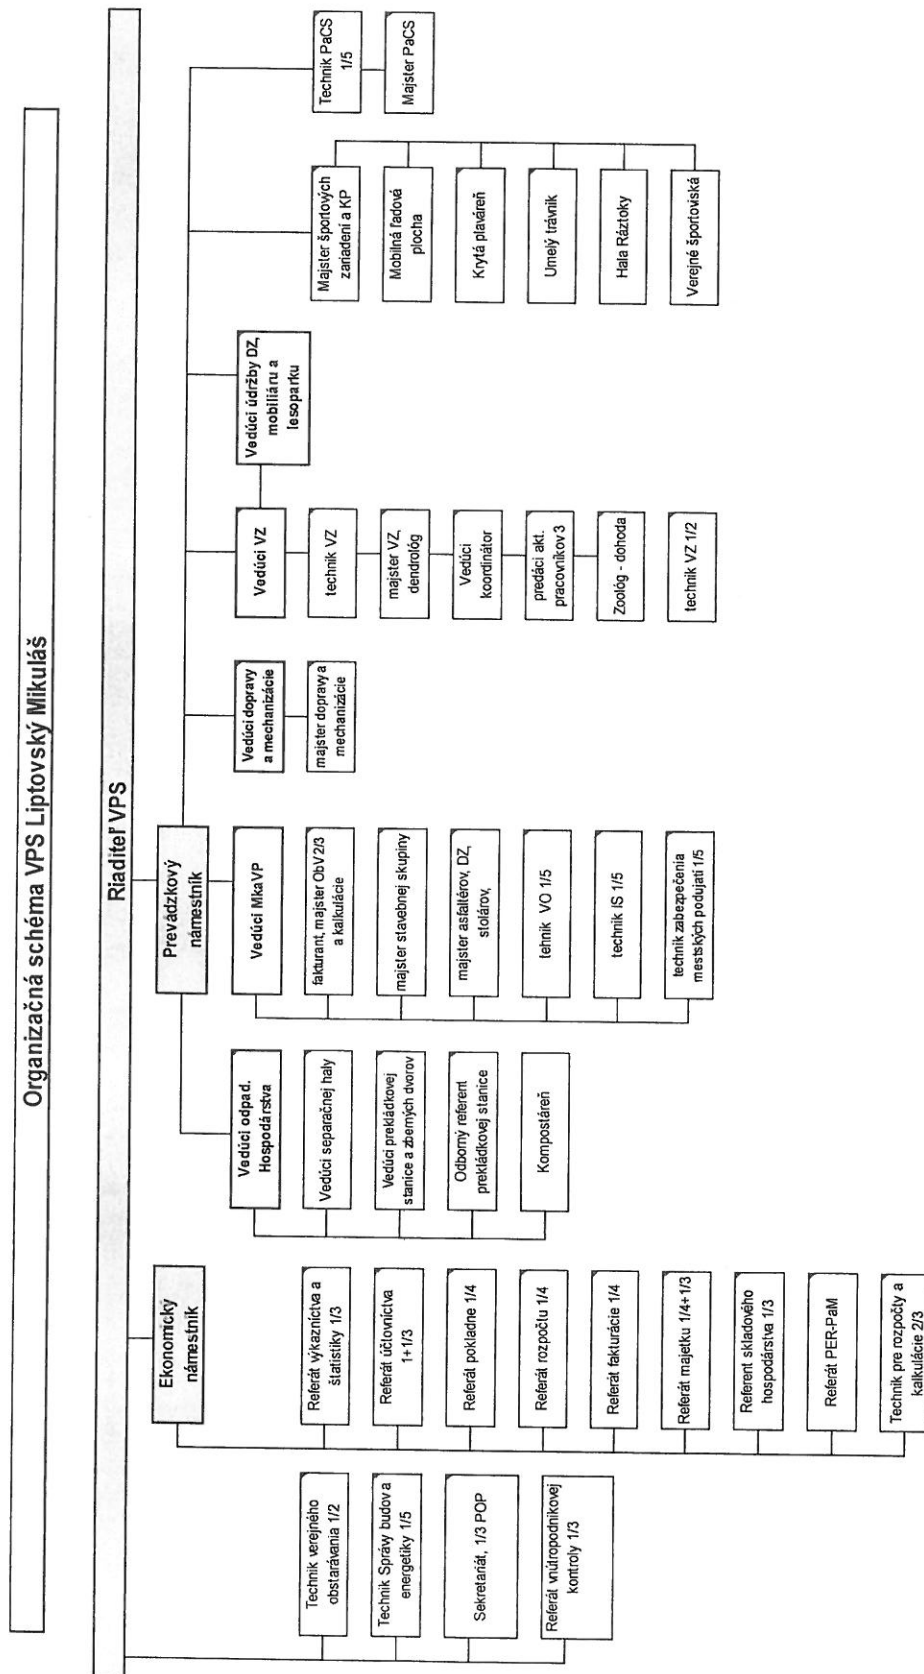 Organizačná schéma VPS Liptovský Mikuláš
Riaditeľ VPS
Technik verejného
obstarávania 1/2
Technik Správy budov a
energetiky 1/5
Sekretariát, 1/3 POP
Referát vnútropodnikovej
kontroly 1/3
Ekonomický
námestník
Referát výkazníctva a
štatistiky 1/3
Referát účtovníctva
1+1/3
Referát pokladne 1/4
Referát rozpočtu 1/4
Referát fakturácie 1/4
Referát majetku 1/4+1/3
Referent skladového
hospodárstva 1/3
Referát PER-PaM
Technik pre rozpočty a
kalkulácie 2/3
Prevádzkový
námestník
Vedúci odpad.
Hospodárstva
Vedúci separačnej haly
Vedúci prekládkovej
stanice a zberných dvorov
Odborný referent
prekládkovej stanice
Kompostáreň
Vedúci MKaVP
fakturant, majster ObV 2/3
a kalkulácie
majster stavebnej skupiny
majster asfaltérov, DZ,
stolárov,
tehnik VO 1/5
technik IS 1/5
technik zabezpečenia
mestských podujatí 1/5
Vedúci dopravy
a mechanizácie
majster dopravy a
mechanizácie
Vedúci VZ
technik VZ
majster VZ,
dendrológ
Vedúci
koordinátor
predáci akt.
pracovníkov 3
Zoológ - dohoda
technik VZ 1/2
Vedúci údržby DZ,
mobiliáru a
lesoparku
Majster športových
zariadení a KP
Mobilná ľadová
plocha
Krytá plaváreň
Umelý trávnik
Hala Ráztoky
Verejné športoviská
Technik PaCS
1/5
Majster PaCS